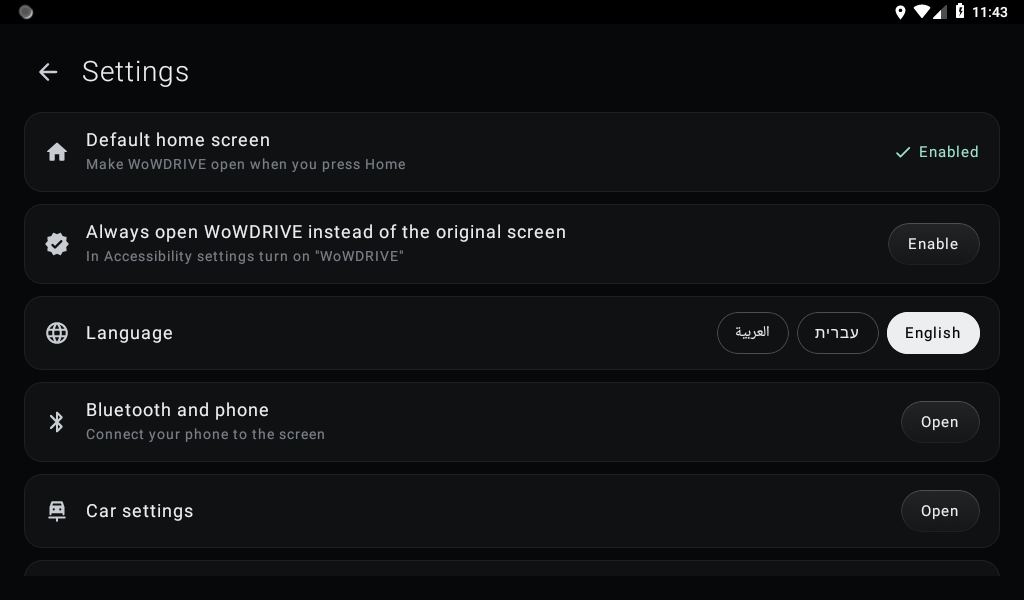 11:43
Settings
Default home screen
Make WoWDRIVE open when you press Home
Enabled
Always open WoWDRIVE instead of the original screen
In Accessibility settings turn on "WoWDRIVE"
Enable
Language
العربية
עברית
English
Bluetooth and phone
Connect your phone to the screen
Open
Car settings
Open